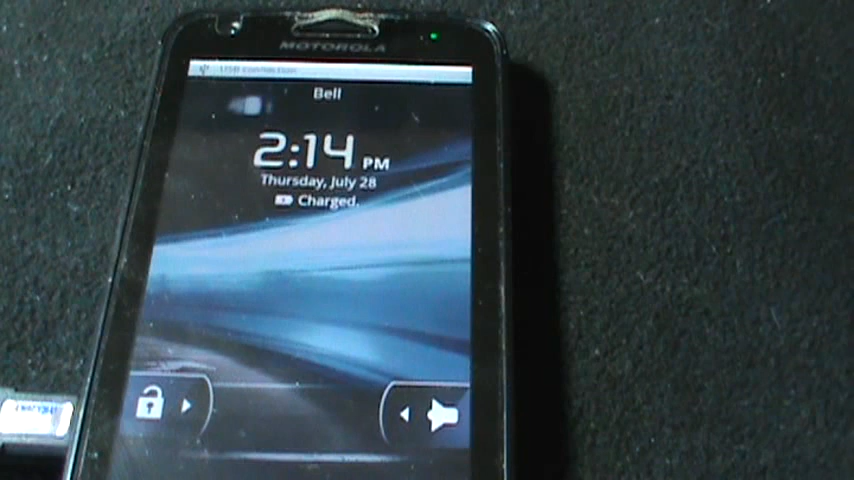 MOTOROLA
USB connection
Bell
2:14 PM
Thursday, July 28
Charged.